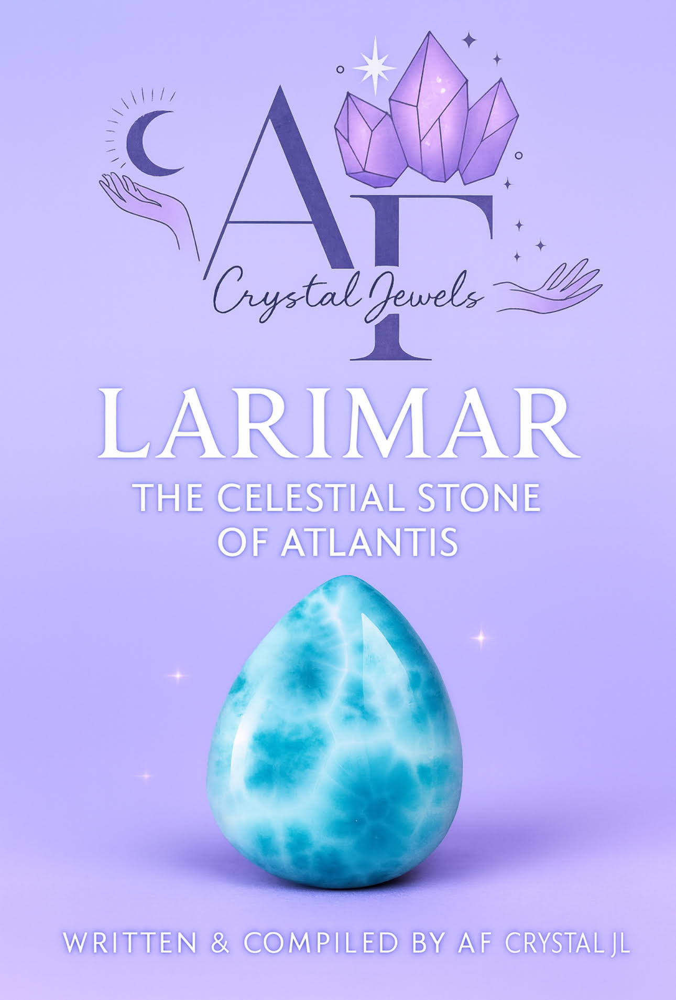 AF
Crystal Jewels
LARIMAR
THE CELESTIAL STONE
OF ATLANTIS
WRITTEN & COMPILED BY AF CRYSTAL JL